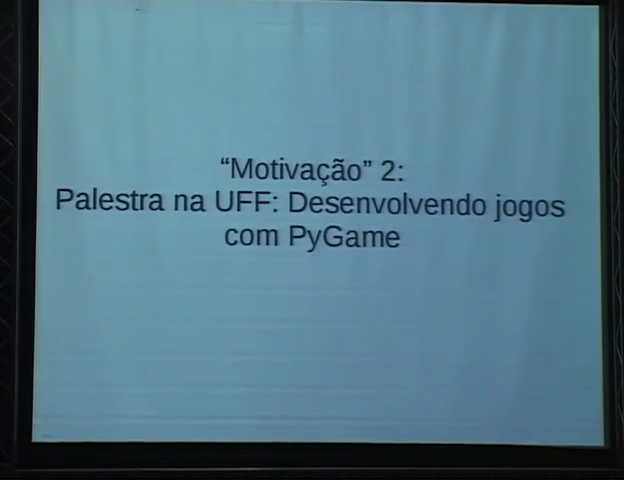 “Motivação” 2:
Palestra na UFF: Desenvolvendo jogos
com PyGame